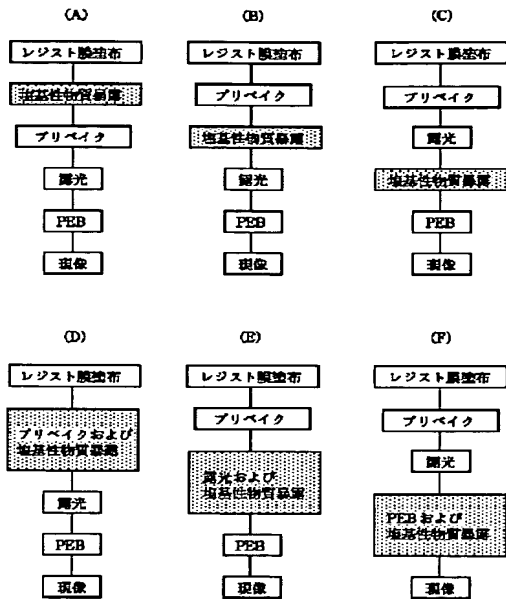 (A)
レジスト膜塗布
塩基性物質暴露
プリベイク
露光
PEB
現像
(B)
レジスト膜塗布
プリベイク
塩基性物質暴露
露光
PEB
現像
(C)
レジスト膜塗布
プリベイク
露光
塩基性物質暴露
PEB
現像
(D)
レジスト膜塗布
プリベイクおよび
塩基性物質暴露
露光
PEB
現像
(E)
レジスト膜塗布
プリベイク
露光および
塩基性物質暴露
PEB
現像
(F)
レジスト膜塗布
プリベイク
露光
PEBおよび
塩基性物質暴露
現像